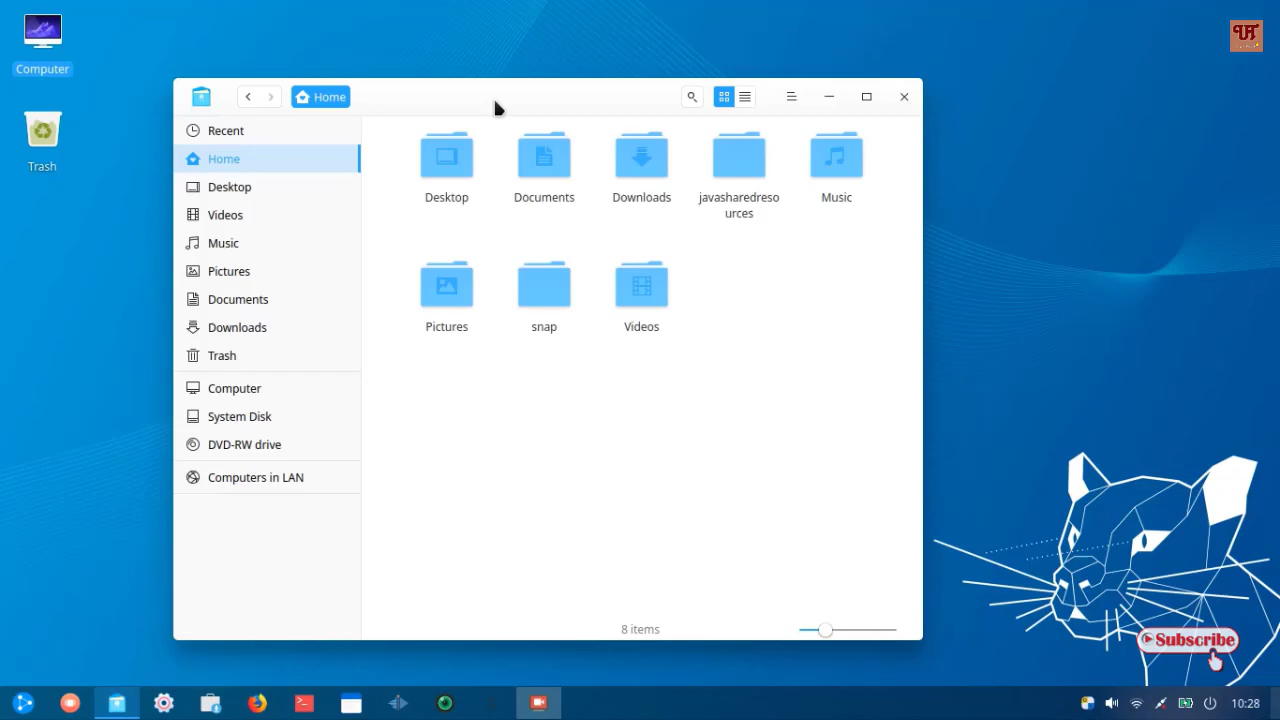 Computer
Trash
Home
Recent
Home
Desktop
Videos
Music
Pictures
Documents
Downloads
Trash
Computer
System Disk
DVD-RW drive
Computers in LAN
Desktop
Documents
Downloads
javasharedreso
urces
Music
Pictures
snap
Videos
8 items
Subscribe
10:28